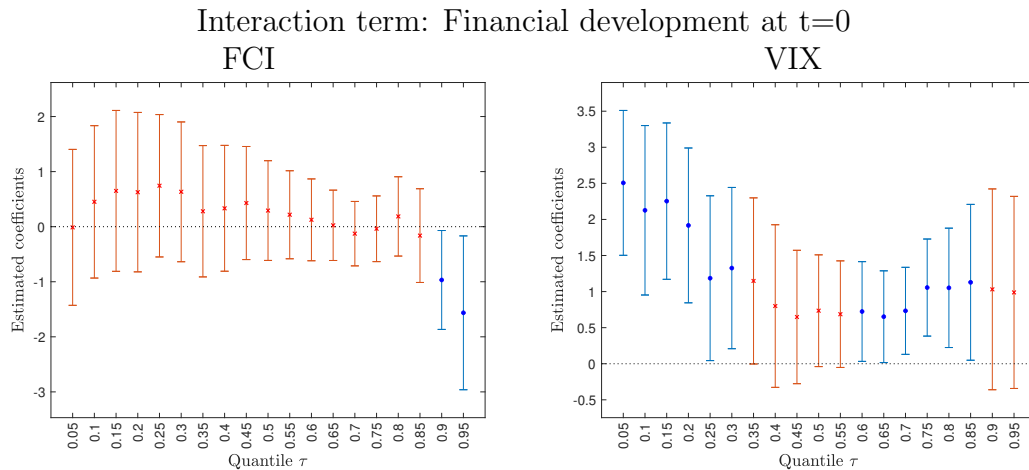 Interaction term: Financial development at t=0
FCI
VIX
Estimated coefficients
2
1
0
-1
-2
-3
0.05 0.1 0.15 0.2 0.25 0.3 0.35 0.4 0.45 0.5 0.55 0.6 0.65 0.7 0.75 0.8 0.85 0.9 0.95
Quantile τ
Estimated coefficients
3.5
3
2.5
2
1.5
1
0.5
0
-0.5
0.05 0.1 0.15 0.2 0.25 0.3 0.35 0.4 0.45 0.5 0.55 0.6 0.65 0.7 0.75 0.8 0.85 0.9 0.95
Quantile τ